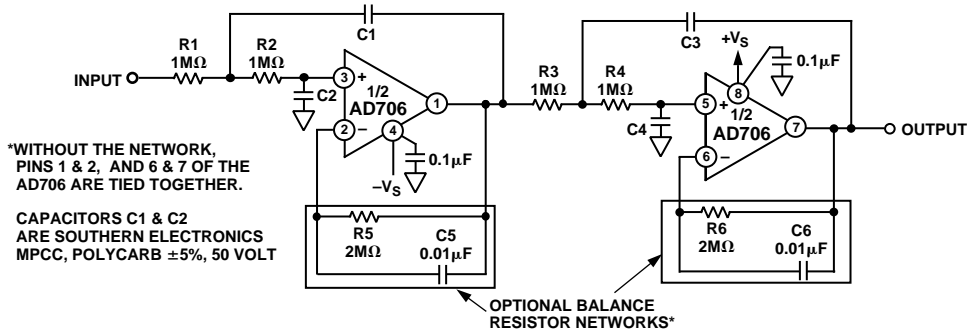 C1
R1
1MΩ
R2
1MΩ
INPUT
C2
3
+
1/2
AD706
1
2
−
4
0.1µF
−VS
R3
1MΩ
R4
1MΩ
C3
C4
+VS
0.1µF
8
5
+
1/2
AD706
7
6
−
OUTPUT
*WITHOUT THE NETWORK,
PINS 1 & 2, AND 6 & 7 OF THE
AD706 ARE TIED TOGETHER.
CAPACITORS C1 & C2
ARE SOUTHERN ELECTRONICS
MPCC, POLYCARB ±5%, 50 VOLT
R5
2MΩ
C5
0.01µF
R6
2MΩ
C6
0.01µF
OPTIONAL BALANCE
RESISTOR NETWORKS*